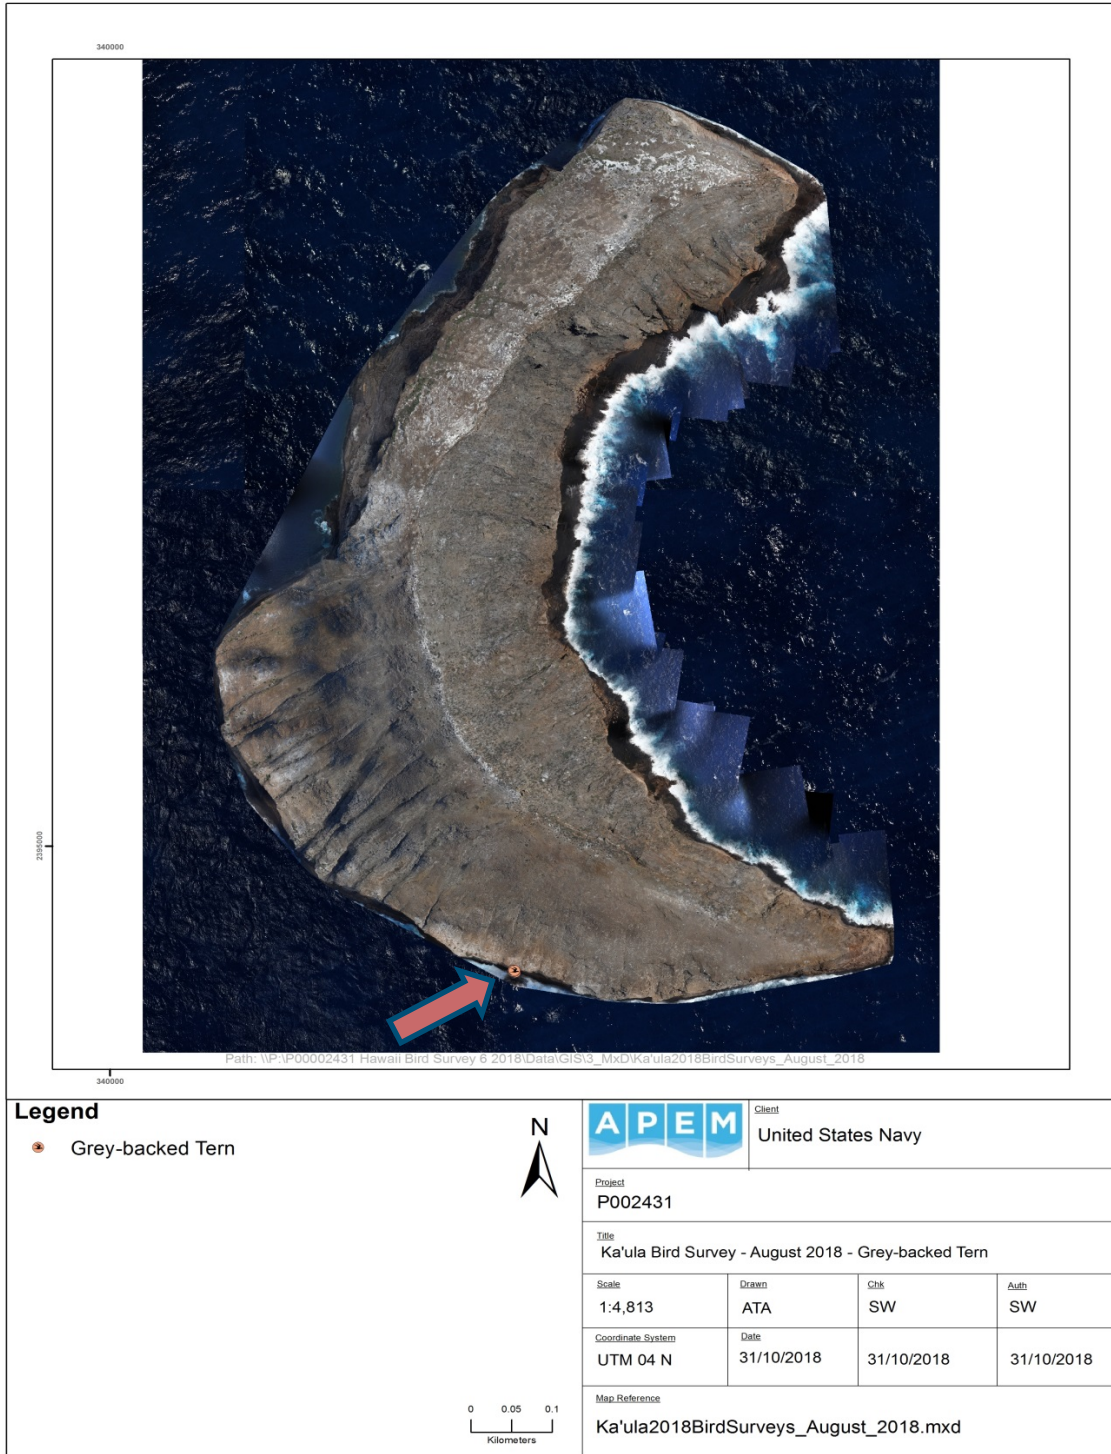 340000
2395000
Path: \\P:\P00002431 Hawaii Bird Survey 6 2018\Data\GIS\3_MxD\Ka'ula2018BirdSurveys_August_2018
340000
Legend
Grey-backed Tern
N
0 0.05 0.1
Kilometers
APEM
Client
United States Navy
Project
P002431
Title
Ka'ula Bird Survey - August 2018 - Grey-backed Tern
Scale
1:4,813
Drawn
ATA
Chk
SW
Auth
SW
Coordinate System
UTM 04 N
Date
31/10/2018
31/10/2018
31/10/2018
Map Reference
Ka'ula2018BirdSurveys_August_2018.mxd